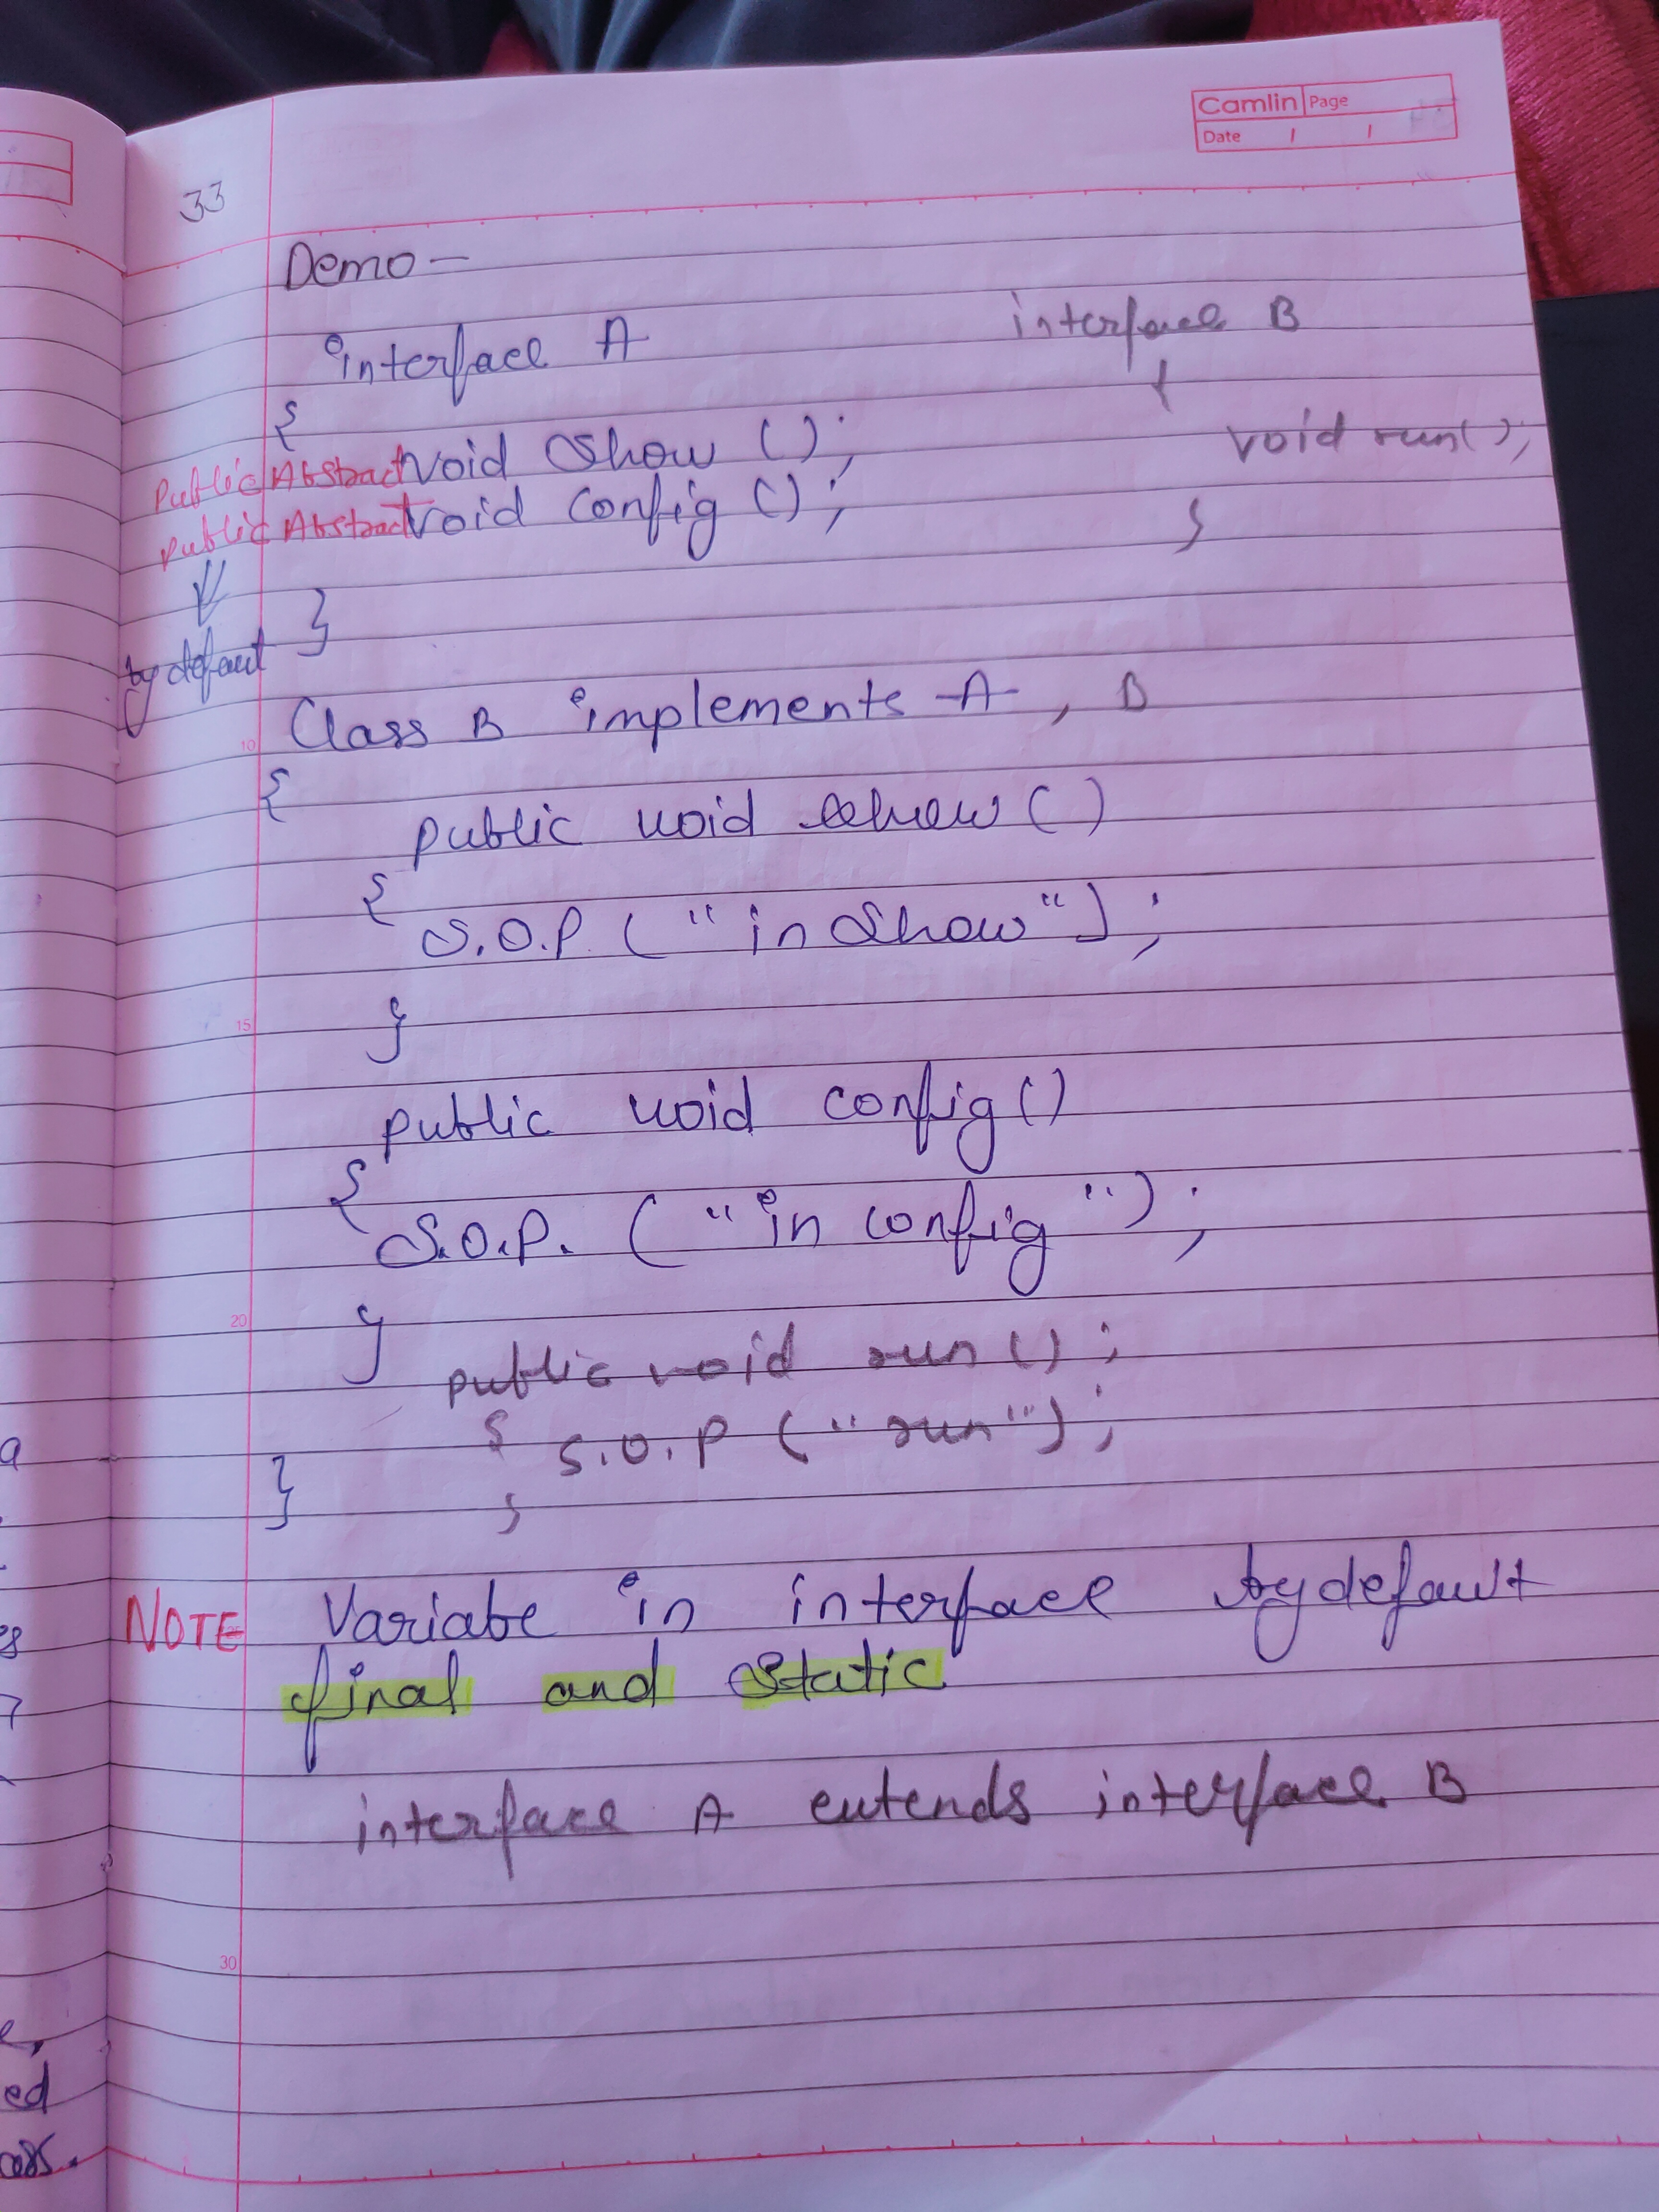 Camlin Page
Date / /
33
Demo -
interface A
interface B
{
{
Public Abstract void show ();
void run();
public Abstract void config ();
}
by defaut
}
Class B implements A , B
10
{
public void show ()
{
S.O.P. ( "in show");
15
}
public void config ()
{
S.O.P. ( "in config");
20
}
public void run () ;
{ S.O.P ("run");
}
}
NOTE Variabe in interface by default
final and static
interface A extends interface B
30
a
7
e,
ed